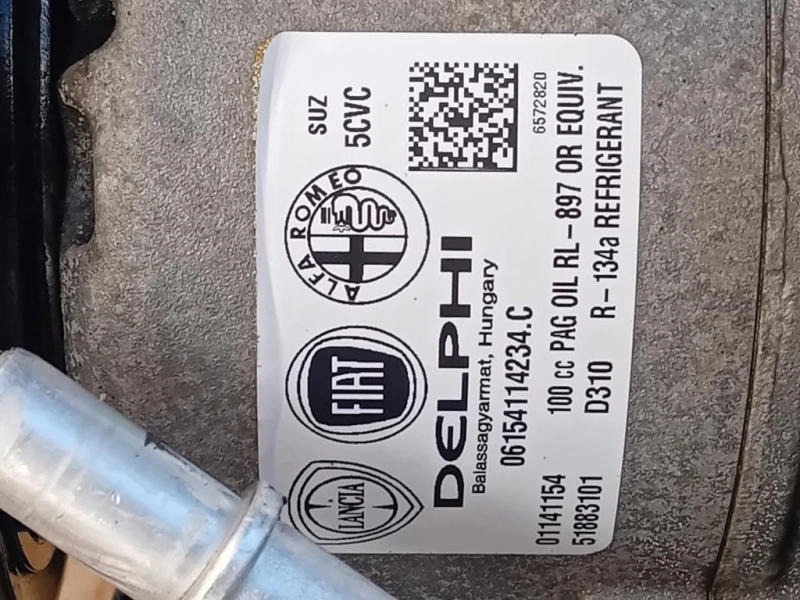 LANCIA
FIAT
ALFA ROMEO
SUZ
5CVC
DELPHI
Balassagyarmat, Hungary
06154114234.C
6572820
01141154 100 cc PAG OIL RL-897 OR EQUIV.
51883101 D310 R-134a REFRIGERANT